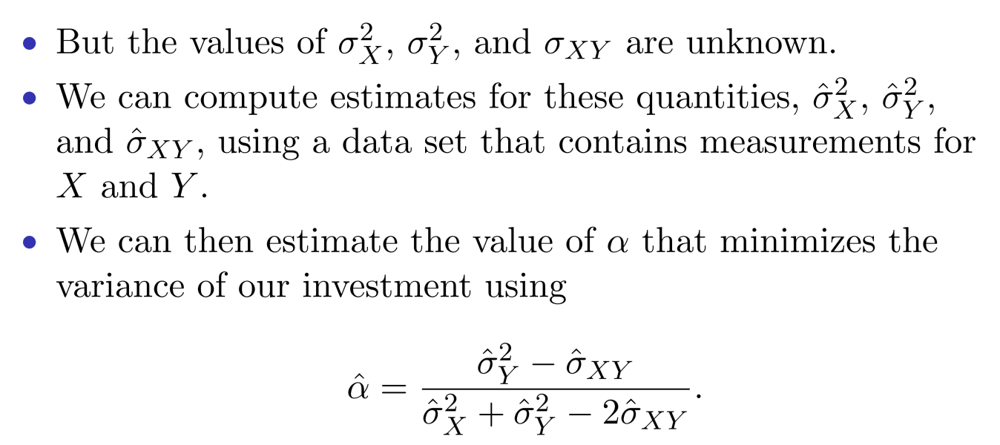 • But the values of $\sigma_X^2$, $\sigma_Y^2$, and $\sigma_{XY}$ are unknown.
• We can compute estimates for these quantities, $\hat{\sigma}_X^2$, $\hat{\sigma}_Y^2$,
and $\hat{\sigma}_{XY}$, using a data set that contains measurements for
$X$ and $Y$.
• We can then estimate the value of $\alpha$ that minimizes the
variance of our investment using
$\hat{\alpha} = \frac{\hat{\sigma}_Y^2 - \hat{\sigma}_{XY}}{\hat{\sigma}_X^2 + \hat{\sigma}_Y^2 - 2\hat{\sigma}_{XY}}.$